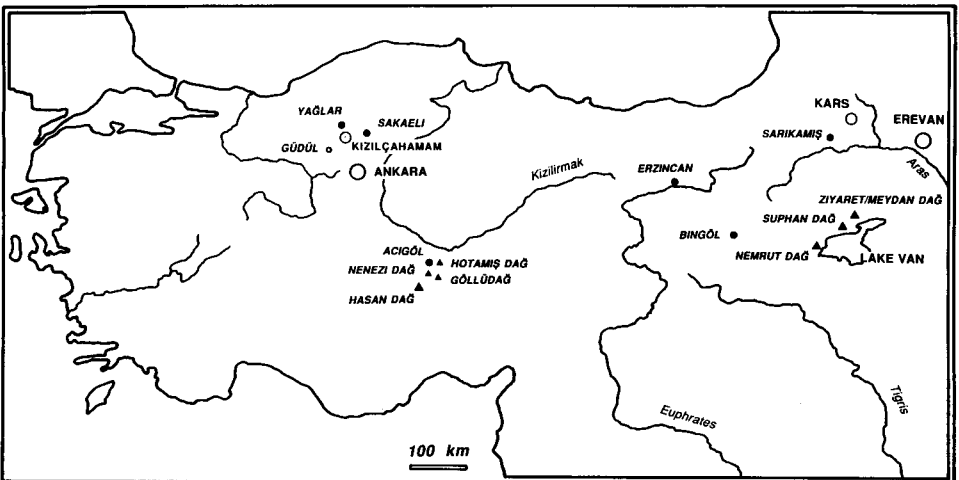 YAĞLAR
SAKAELI
GÜDÜL
KIZILÇAHAMAM
ANKARA
Kizilirmak
ERZINCAN
KARS
EREVAN
SARIKAMIŞ
Aras
ZIYARET/MEYDAN DAĞ
SUPHAN DAĞ
BINGÖL
NEMRUT DAĞ
LAKE VAN
ACIGÖL
HOTAMIŞ DAĞ
NENEZI DAĞ
GÖLLÜDAĞ
HASAN DAĞ
Euphrates
Tigris
100 km